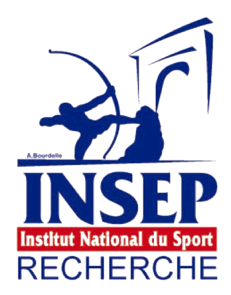 A.Bourdelle
INSEP
Institut National du Sport
RECHERCHE